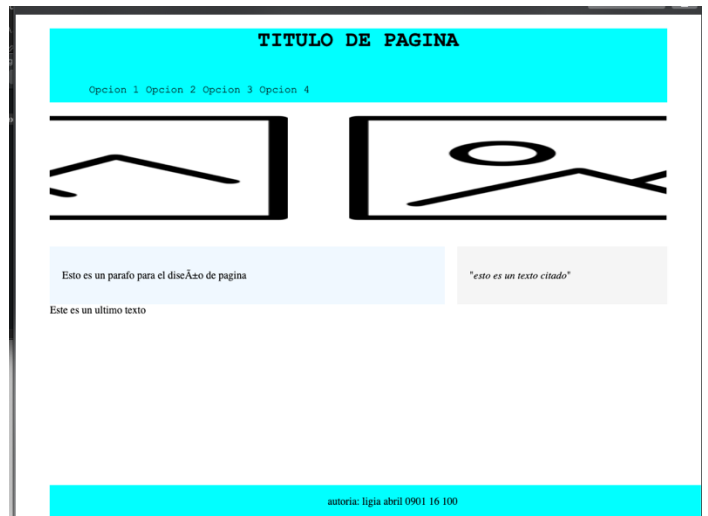 TITULO DE PAGINA
Opcion 1 Opcion 2 Opcion 3 Opcion 4
Esto es un parafo para el diseÃ±o de pagina
"esto es un texto citado"
Este es un ultimo texto
autoria: ligia abril 0901 16 100